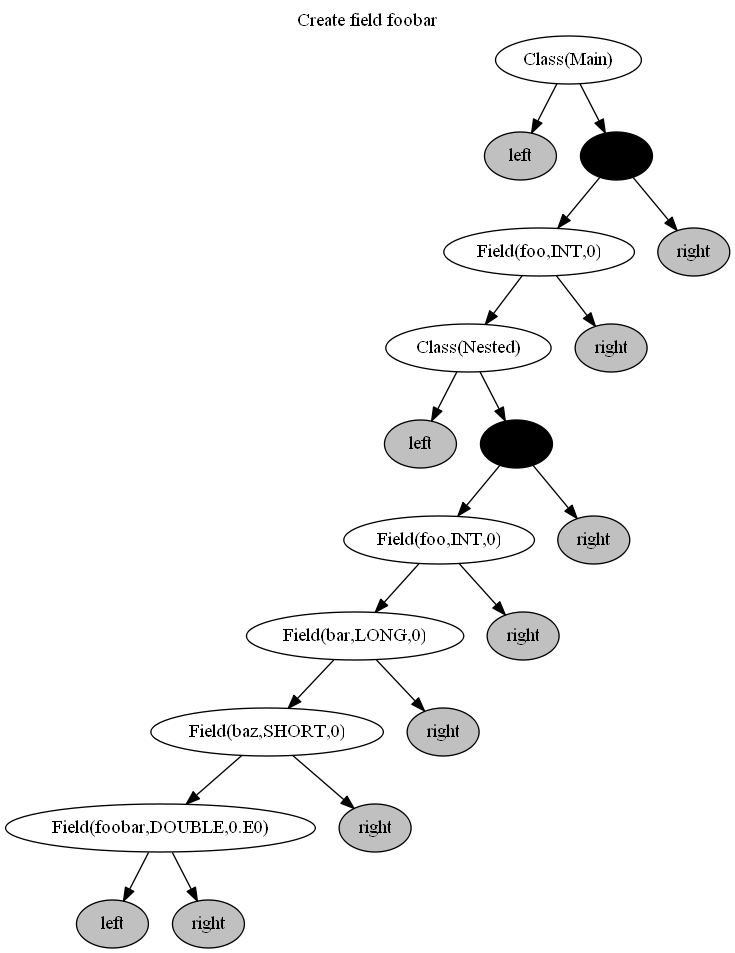 Create field foobar
Class(Main)
left
Field(foo,INT,0)
right
Class(Nested)
right
left
Field(foo,INT,0)
right
Field(bar,LONG,0)
right
Field(baz,SHORT,0)
right
Field(foobar,DOUBLE,0.E0)
right
left
right